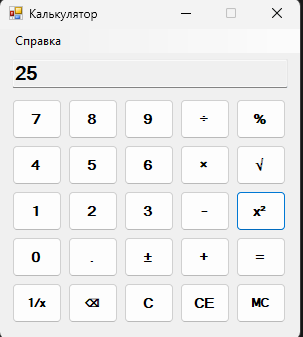 Калькулятор
Справка
25
7 8 9 ÷ %
4 5 6 × √
1 2 3 - x²
0 . ± + =
1/x ⌫ C CE MC